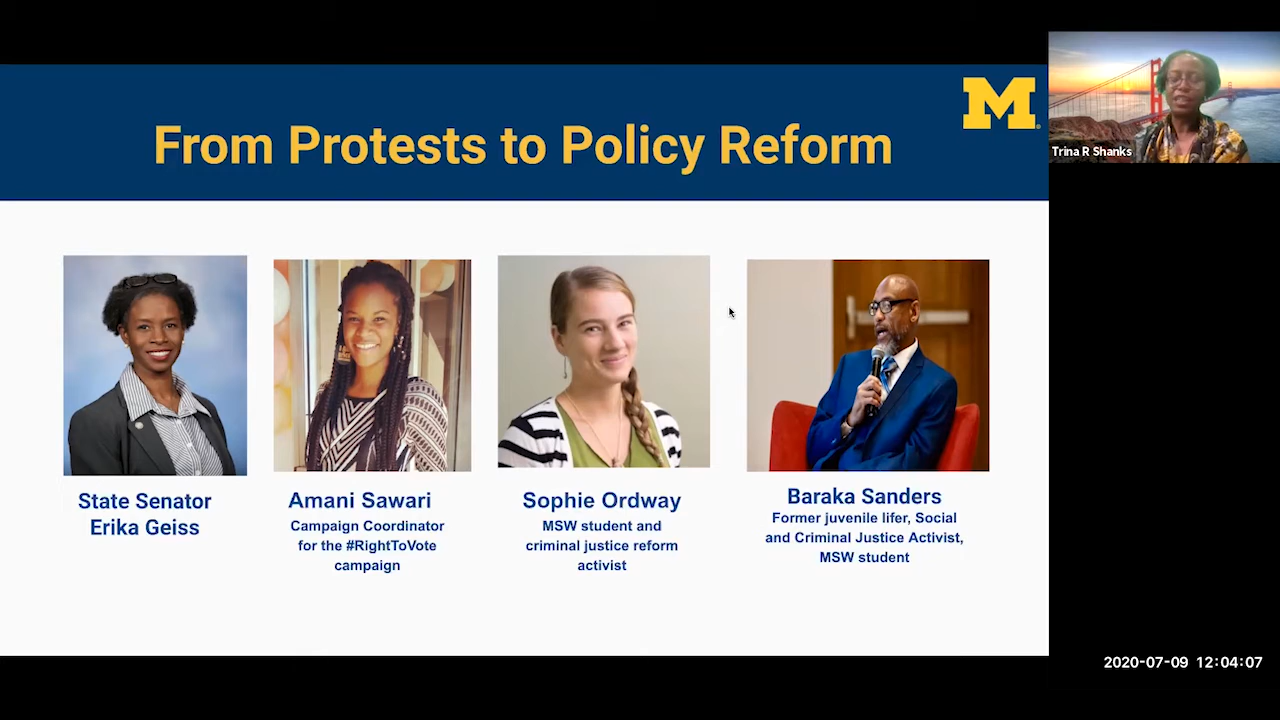 From Protests to Policy Reform
M
Trina R Shanks
State Senator
Erika Geiss
Amani Sawari
Campaign Coordinator
for the #RightToVote
campaign
Sophie Ordway
MSW student and
criminal justice reform
activist
Baraka Sanders
Former juvenile lifer, Social
and Criminal Justice Activist,
MSW student
2020-07-09 12:04:07